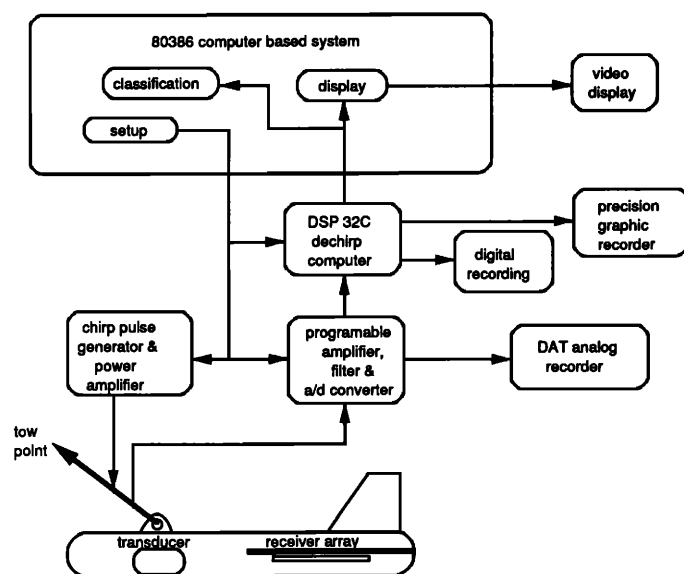 80386 computer based system
classification
display
video
display
setup
DSP 32C
dechirp
computer
precision
graphic
recorder
digital
recording
chirp pulse
generator &
power
amplifier
programable
amplifier,
filter &
a/d converter
DAT analog
recorder
tow
point
transducer
receiver array